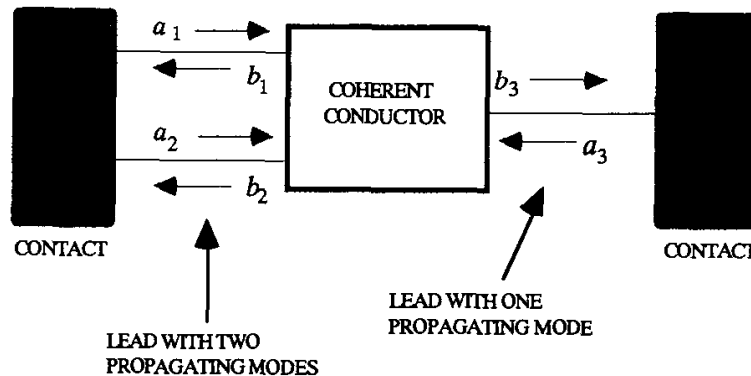 a1
b1
COHERENT
CONDUCTOR
b3
a2
a3
b2
CONTACT
CONTACT
LEAD WITH ONE
PROPAGATING MODE
LEAD WITH TWO
PROPAGATING MODES